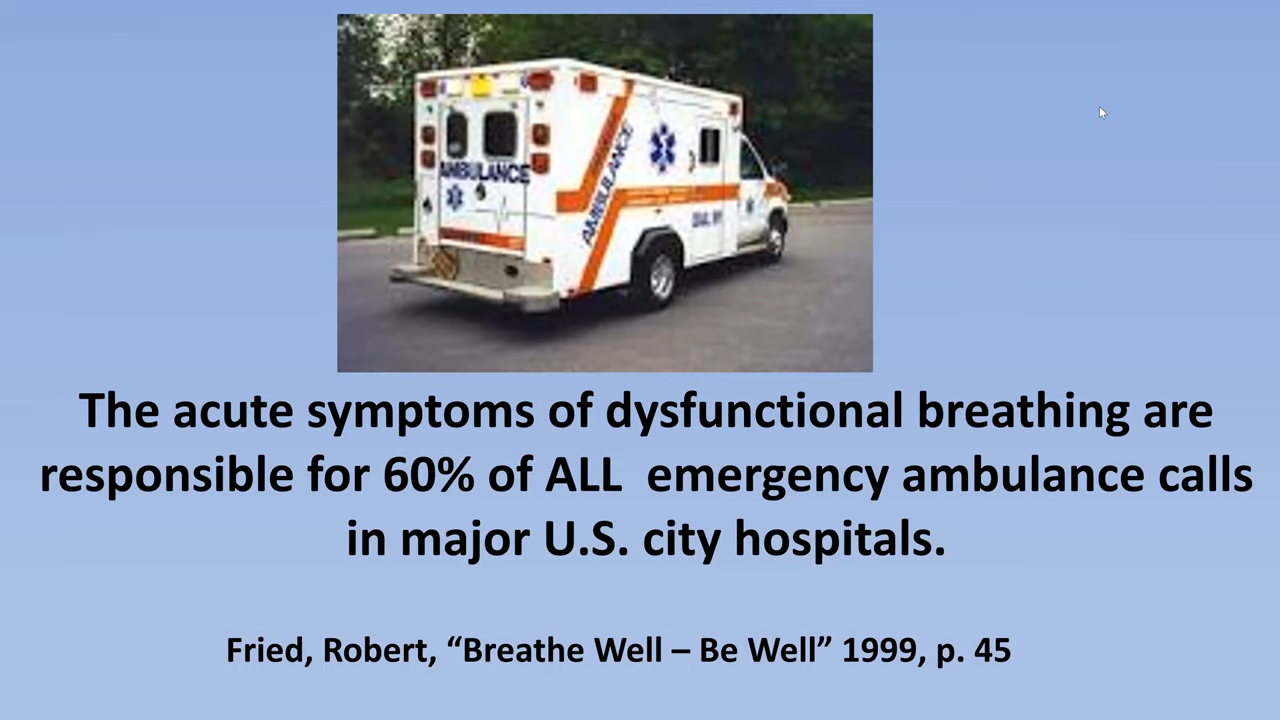 AMBULANCE
AMBULANCE
The acute symptoms of dysfunctional breathing are
responsible for 60% of ALL  emergency ambulance calls
in major U.S. city hospitals.
Fried, Robert, “Breathe Well – Be Well” 1999, p. 45